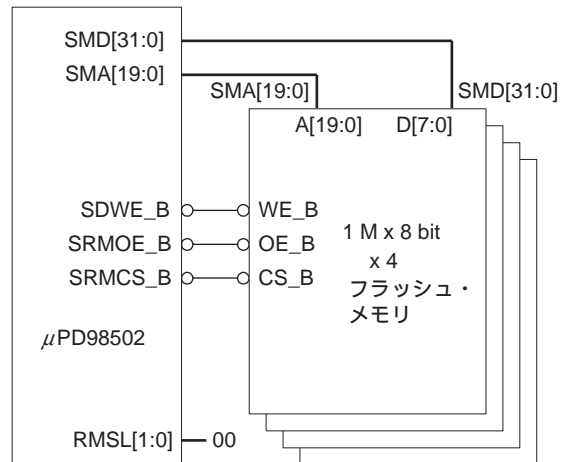 SMD[31:0]
SMA[19:0]
SMA[19:0]
SMD[31:0]
A[19:0] D[7:0]
SDWE_B WE_B
SRMOE_B OE_B
SRMCS_B CS_B
1 M x 8 bit
x 4
フラッシュ・
メモリ
μPD98502
RMSL[1:0] 00